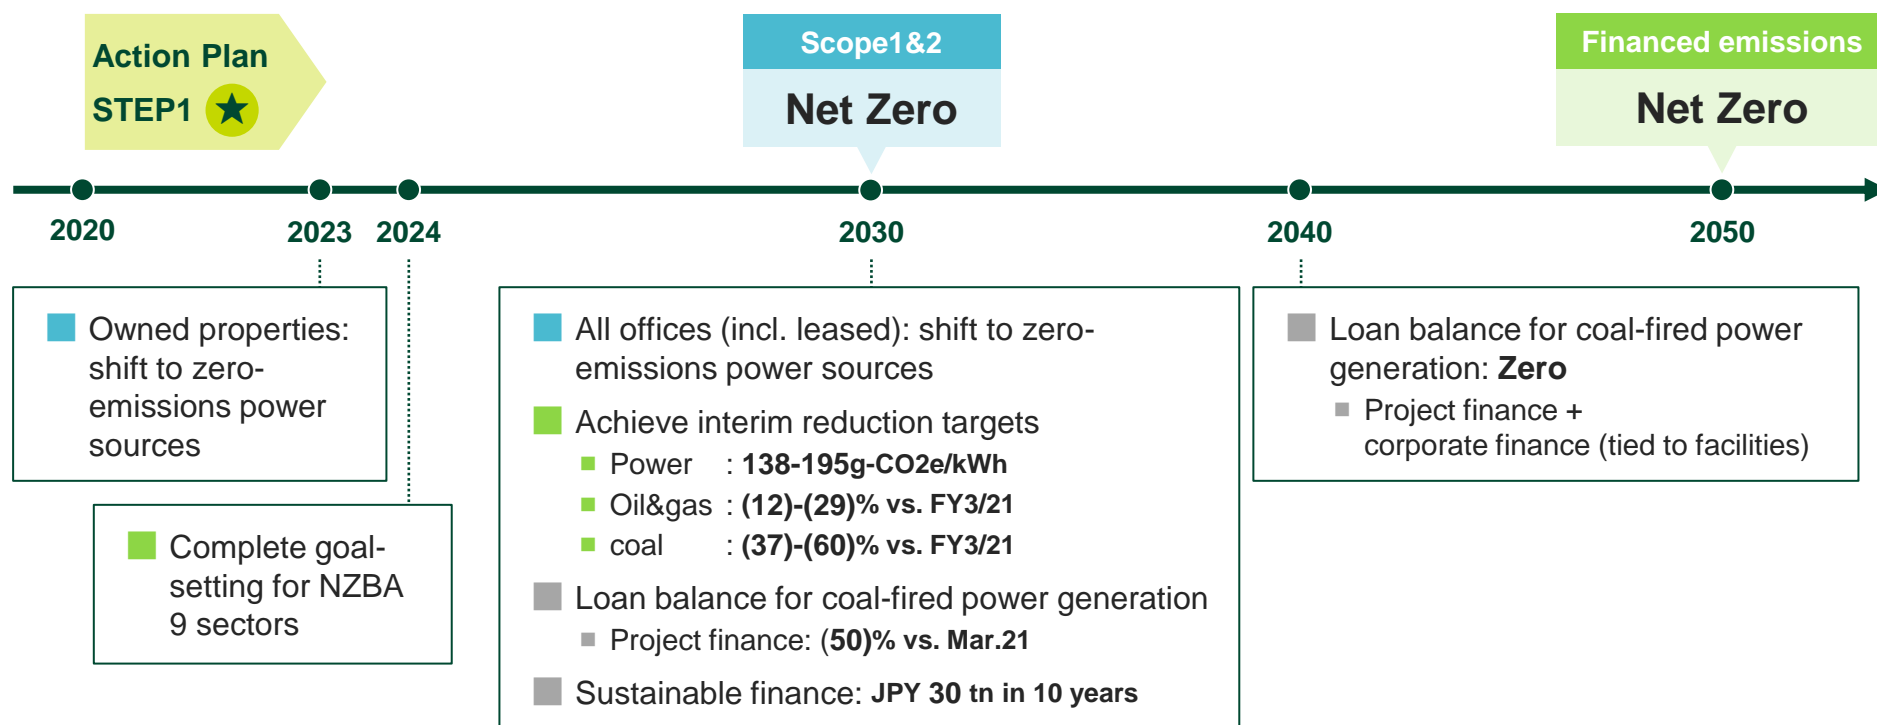 Action Plan
STEP1
Scope1&2
Net Zero
Financed emissions
Net Zero
2020
2023
2024
2030
2040
2050
Owned properties:
shift to zero-
emissions power
sources
Complete goal-
setting for NZBA
9 sectors
All offices (incl. leased): shift to zero-
emissions power sources
Achieve interim reduction targets
Power : 138-195g-CO2e/kWh
Oil&gas : (12)-(29)% vs. FY3/21
coal : (37)-(60)% vs. FY3/21
Loan balance for coal-fired power generation
Project finance: (50)% vs. Mar.21
Sustainable finance: JPY 30 tn in 10 years
Loan balance for coal-fired power
generation: Zero
Project finance +
corporate finance (tied to facilities)